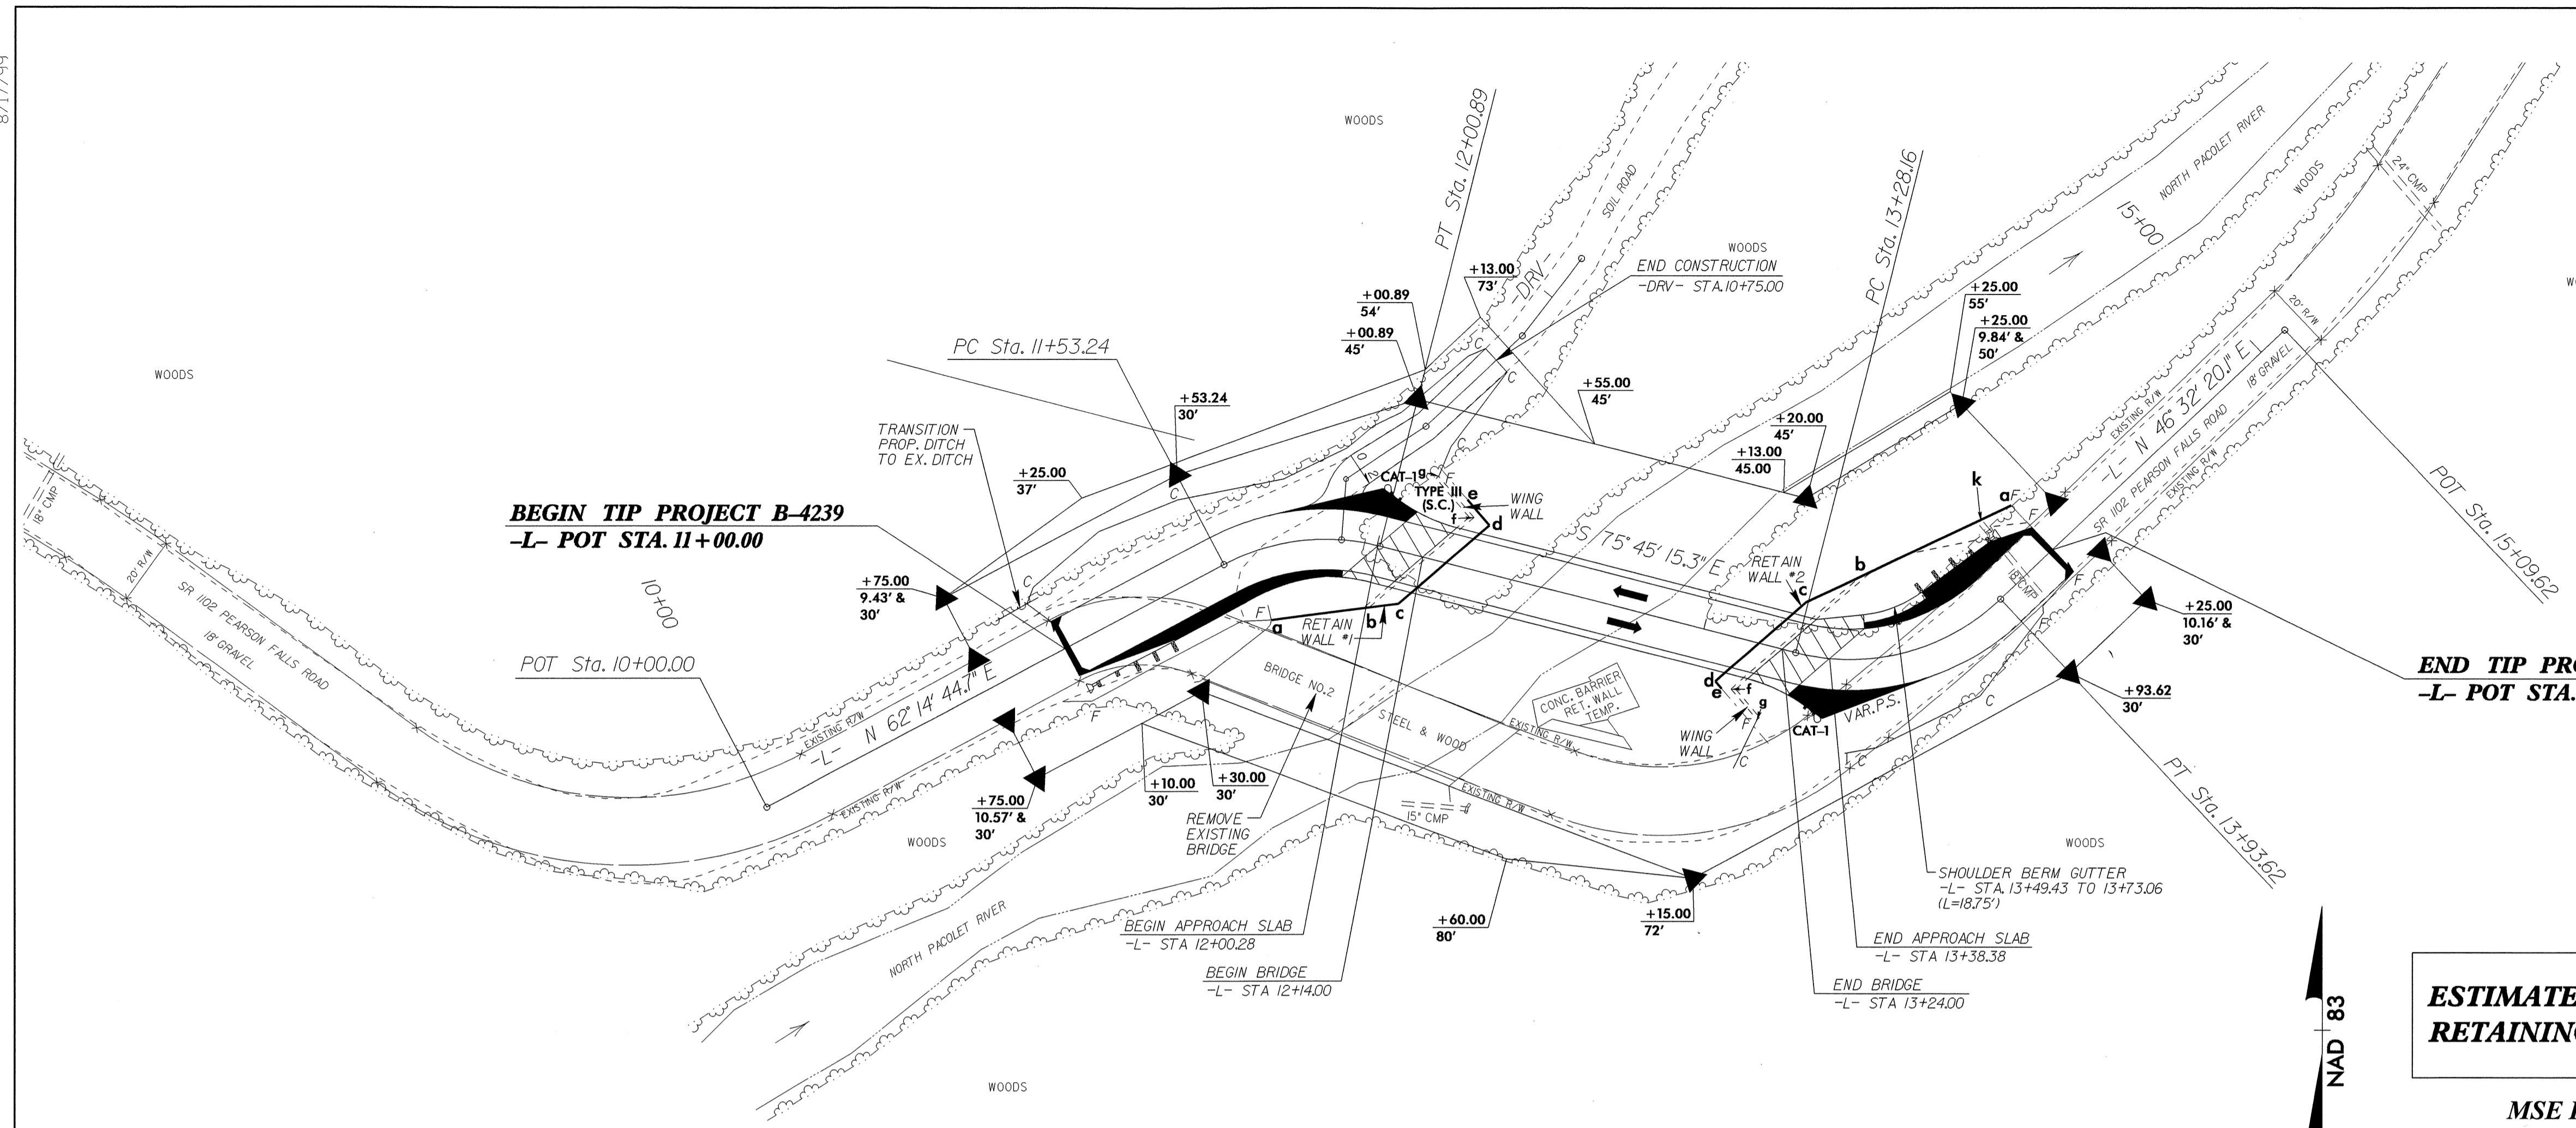 8/17/99
WOODS
WOODS
PT Sta. 12+00.89
SOIL ROAD
-DRV-
WOODS
END CONSTRUCTION
-DRV- STA.10+75.00
PC Sta. 13+28.16
15+00
NORTH PACOLET RIVER
WOODS
24" CMP
20' R/W
+13.00
73'
+00.89
54'
+00.89
45'
+25.00
55'
+25.00
9.84' &
50'
PC Sta. 11+53.24
+53.24
30'
+55.00
45'
+20.00
45'
+13.00
45.00
TRANSITION
PROP. DITCH
TO EX. DITCH
+25.00
37'
CAT-1
g
TYPE III
(S.C.)
e
f
d
WING
WALL
BEGIN TIP PROJECT B-4239
-L- POT STA. 11+00.00
10+00
+75.00
9.43' &
30'
18" CMP
20' R/W
SR 1102 PEARSON FALLS ROAD
18' GRAVEL
POT Sta. 10+00.00
EXISTING R/W
-L- N 62° 14' 44.7" E
EXISTING R/W
F
a
b
c
RETAIN
WALL #1
S 75° 45' 15.3" E
RETAIN
WALL #2
c
b
k
a
F
EXISTING R/W
-L- N 46° 32' 20.1" E
SR 1102 PEARSON FALLS ROAD
18' GRAVEL
EXISTING R/W
POT Sta. 15+09.62
BRIDGE NO.2
STEEL & WOOD
CONC. BARRIER
RET. WALL
TEMP.
EXISTING R/W
EXISTING R/W
15" CMP
d
e
f
g
WING
WALL
CAT-1
VAR.P.S.
C
+25.00
10.16' &
30'
+93.62
30'
PT Sta. 13+93.62
END TIP PRO
-L- POT STA.
+75.00
10.57' &
30'
+10.00
30'
+30.00
30'
REMOVE
EXISTING
BRIDGE
WOODS
NORTH PACOLET RIVER
+60.00
80'
+15.00
72'
WOODS
SHOULDER BERM GUTTER
-L- STA. 13+49.43 TO 13+73.06
(L=18.75')
BEGIN APPROACH SLAB
-L- STA 12+00.28
BEGIN BRIDGE
-L- STA 12+14.00
END APPROACH SLAB
-L- STA 13+38.38
END BRIDGE
-L- STA 13+24.00
WOODS
NAD 83
ESTIMATE
RETAINING
MSE